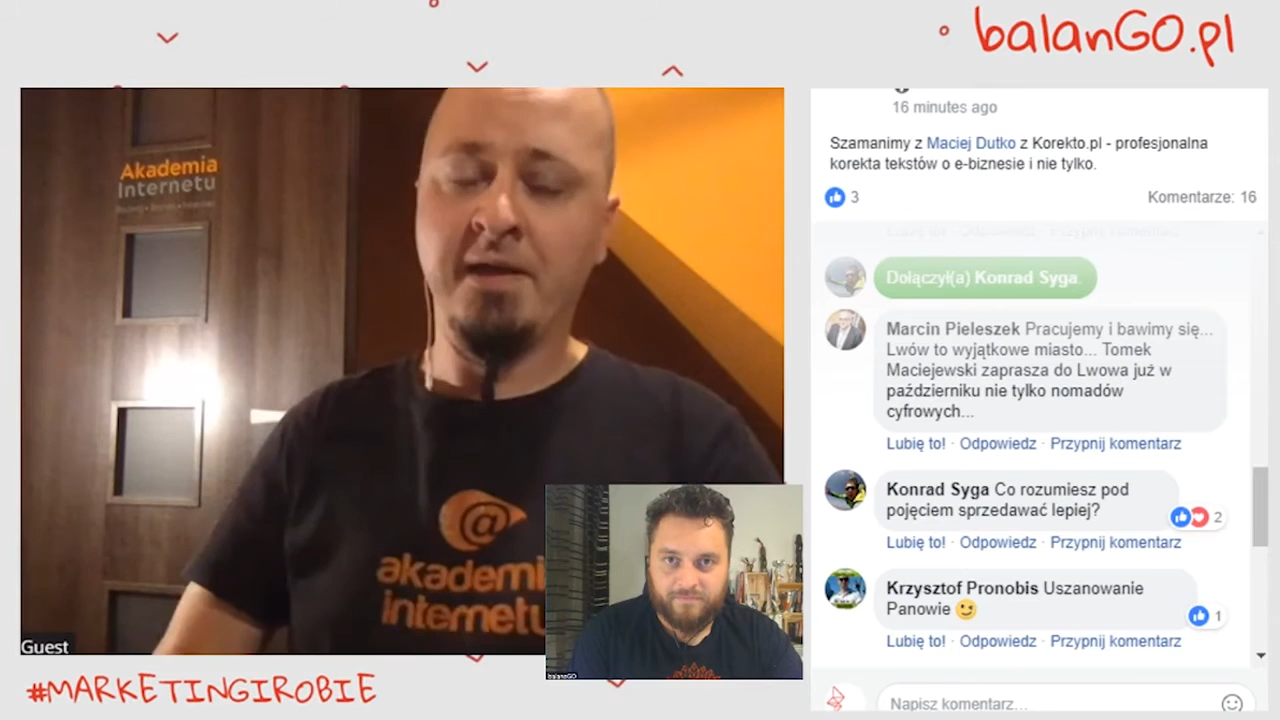 balanGO.pl
Akademia
Internetu
akademi
internetu
Guest
balanGO
#MARKETINGIROBIE
16 minutes ago
Szamanimy z Maciej Dutko z Korekto.pl - profesjonalna
korekta tekstów o e-biznesie i nie tylko.
3
Komentarze: 16
Dołączył(a) Konrad Syga.
Marcin Pieleszek Pracujemy i bawimy się...
Lwów to wyjątkowe miasto... Tomek
Maciejewski zaprasza do Lwowa już w
październiku nie tylko nomadów
cyfrowych...
Lubię to! · Odpowiedz · Przypnij komentarz
Konrad Syga Co rozumiesz pod
pojęciem sprzedawać lepiej?
2
Lubię to! · Odpowiedz · Przypnij komentarz
Krzysztof Pronobis Uszanowanie
Panowie 😉
1
Lubię to! · Odpowiedz · Przypnij komentarz
Napisz komentarz...